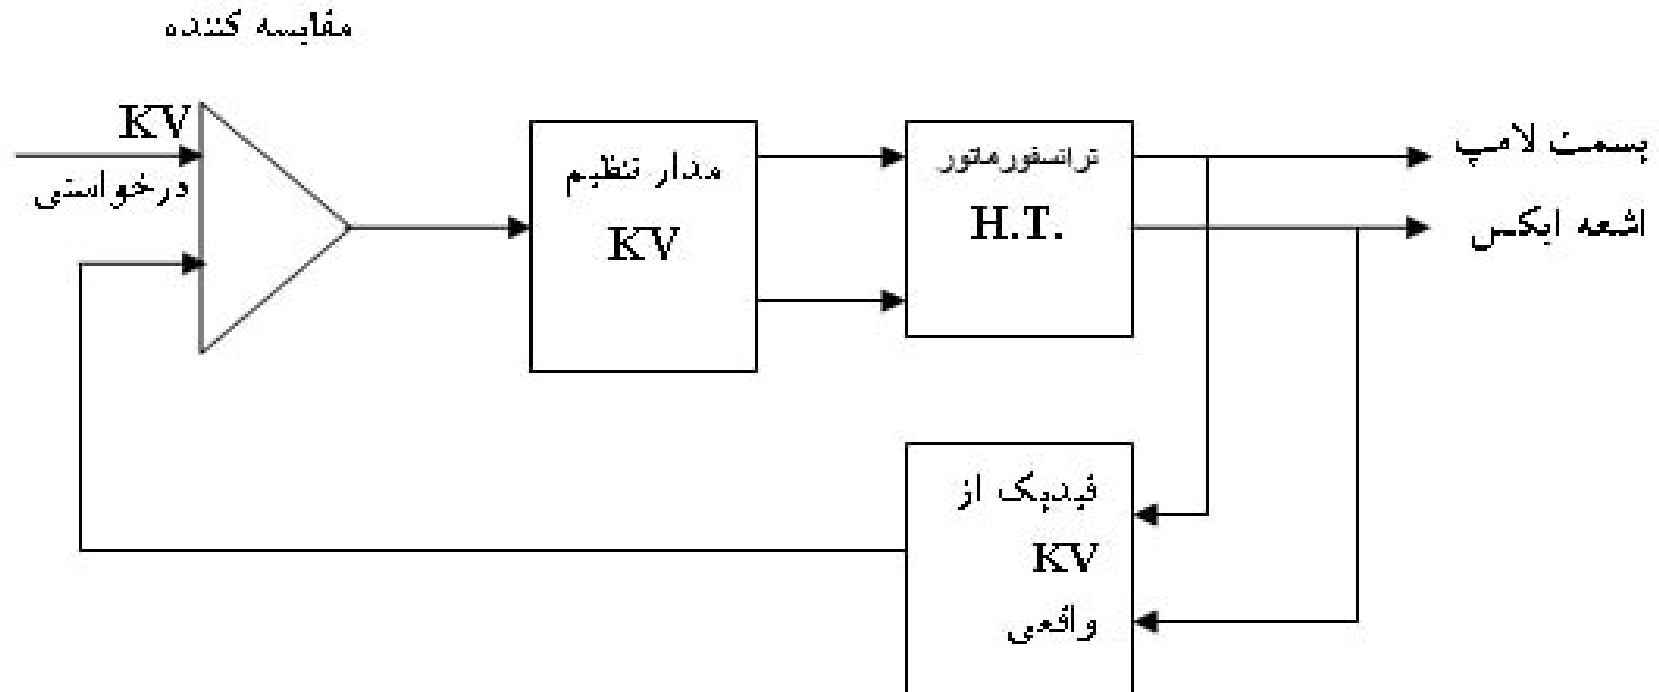 مقایسه کننده
KV
درخواستی
مدار تنظیم
KV
ترانسفورماتور
H.T.
بسمت لامپ
اشعه ایکس
فیدبک از
KV
واقعی